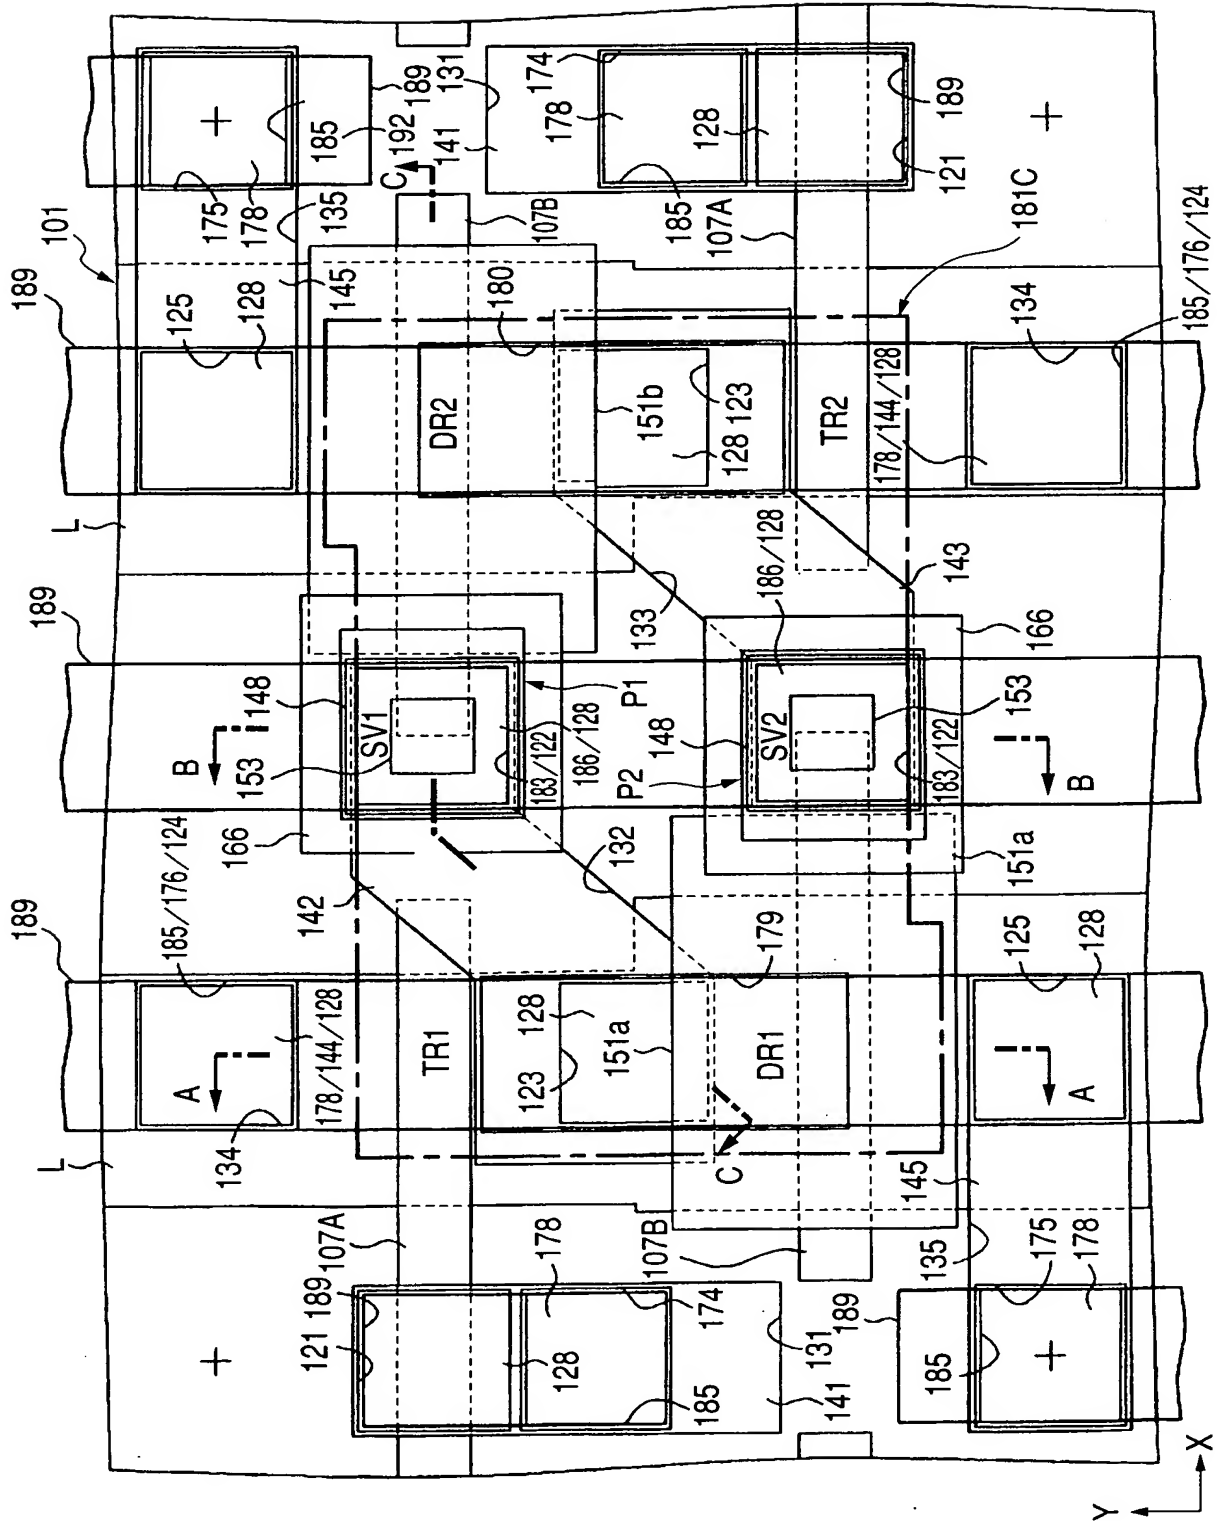 189
189
189
L
L
101
B
148
125
128
A
134
185/176/124
175
178
135
178/144/128
142
166
153
SV1
145
121
189
107A
185
192
C
189
183/122
186/128
P1
TR1
DR2
180
131
141
107B
128
178
123
128
132
174
178
151a
151b
133
185
123
128
128
174
185
107B
C
P2
148
SV2
186/128
107A
141
131
189
DR1
179
TR2
178/144/128
183/122
153
121
189
185
135
145
143
151a
166
134
181C
175
178
A
125
128
B
185/176/124
Y
X